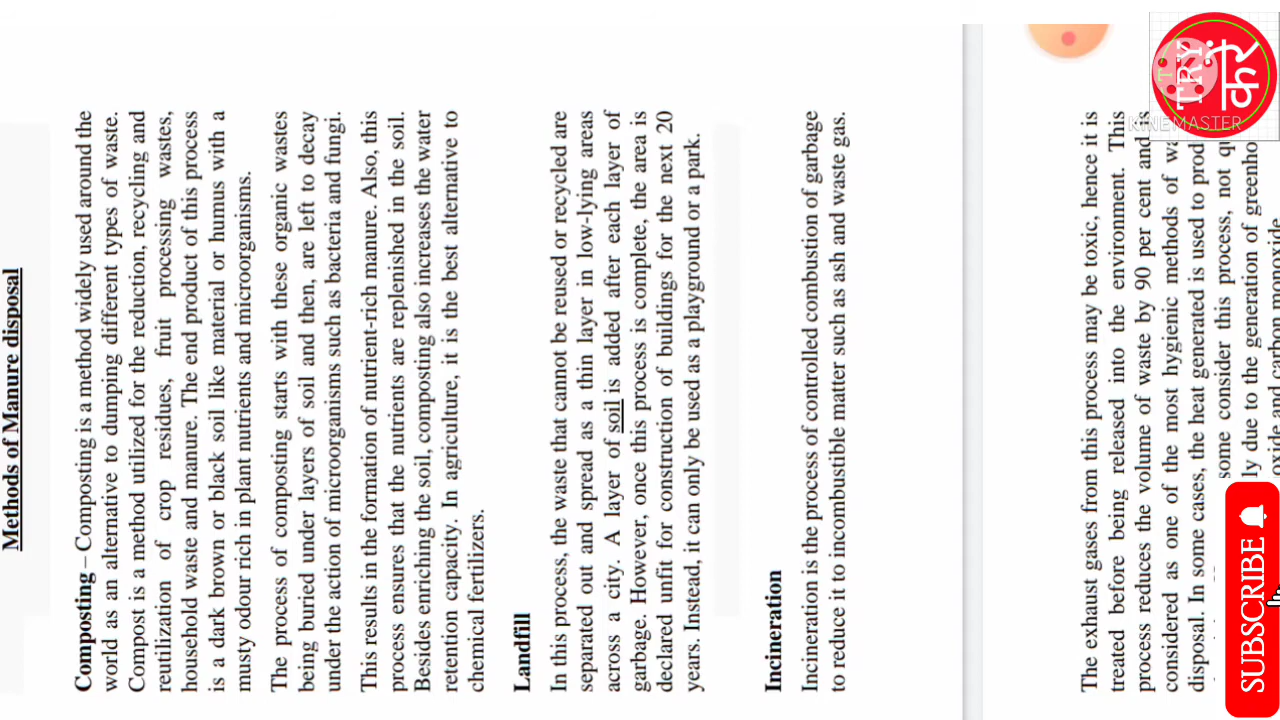 Methods of Manure disposal
Composting – Composting is a method widely used around the
world as an alternative to dumping different types of waste.
Compost is a method utilized for the reduction, recycling and
reutilization of crop residues, fruit processing wastes,
household waste and manure. The end product of this process
is a dark brown or black soil like material or humus with a
musty odour rich in plant nutrients and microorganisms.
The process of composting starts with these organic wastes
being buried under layers of soil and then, are left to decay
under the action of microorganisms such as bacteria and fungi.
This results in the formation of nutrient-rich manure. Also, this
process ensures that the nutrients are replenished in the soil.
Besides enriching the soil, composting also increases the water
retention capacity. In agriculture, it is the best alternative to
chemical fertilizers.
Landfill
In this process, the waste that cannot be reused or recycled are
separated out and spread as a thin layer in low-lying areas
across a city. A layer of soil is added after each layer of
garbage. However, once this process is complete, the area is
declared unfit for construction of buildings for the next 20
years. Instead, it can only be used as a playground or a park.
Incineration
Incineration is the process of controlled combustion of garbage
to reduce it to incombustible matter such as ash and waste gas.
The exhaust gases from this process may be toxic, hence it is
treated before being released into the environment. This
process reduces the volume of waste by 90 per cent and is
considered as one of the most hygienic methods of
disposal. In some cases, the heat generated is used to
some consider this process, not
due to the generation of
and carbon monoxide
TRY
करें
KINEMASTER
SUBSCRIBE